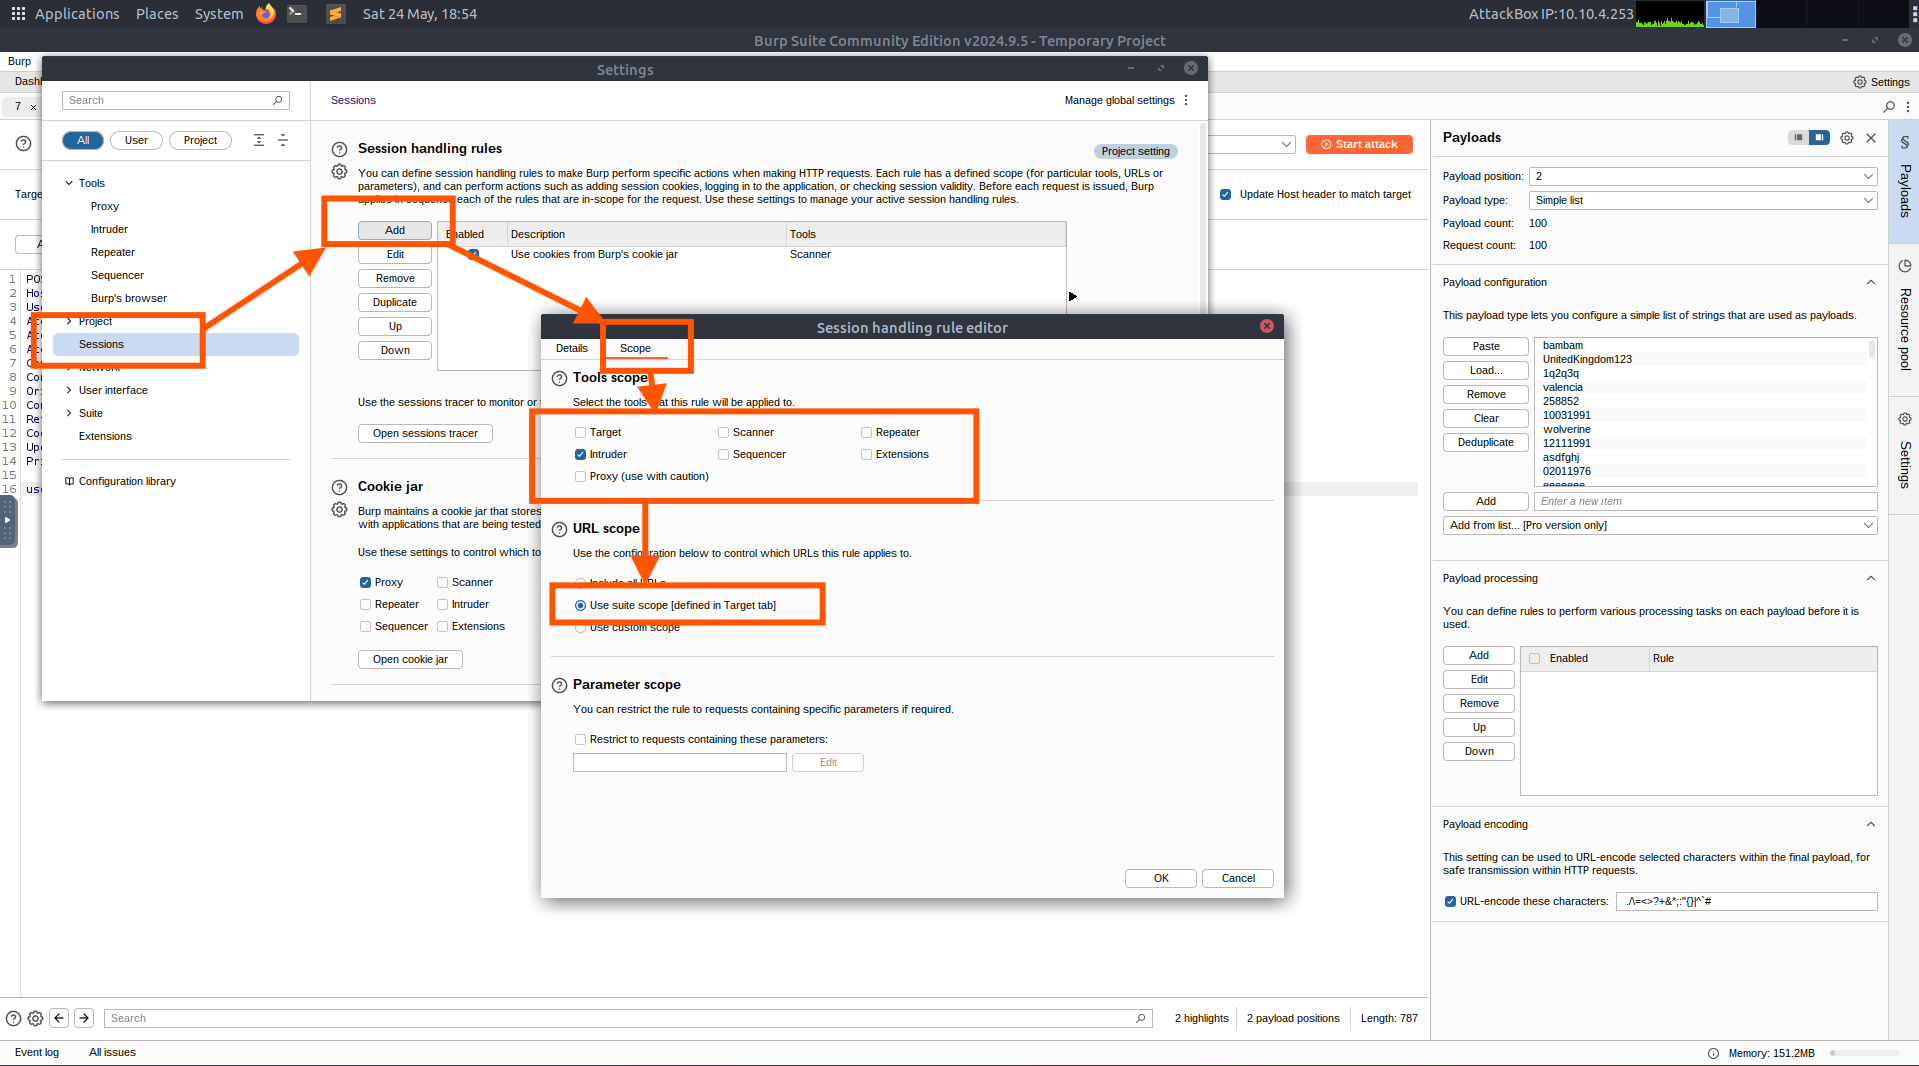 Applications Places System Sat 24 May, 18:54 AttackBox IP:10.10.4.253
Burp Suite Community Edition v2024.9.5 - Temporary Project
Burp
Settings
Settings
7 ×
Search
Sessions
Manage global settings
All
User
Project
Tools
Proxy
Intruder
Repeater
Sequencer
Burp's browser
Project
Sessions
Network
User interface
Suite
Extensions
Configuration library
Session handling rules
Project setting
You can define session handling rules to make Burp perform specific actions when making HTTP requests. Each rule has a defined scope (for particular tools, URLs or
parameters), and can perform actions such as adding session cookies, logging in to the application, or checking session validity. Before each request is issued, Burp
applies in sequence each of the rules that are in-scope for the request. Use these settings to manage your active session handling rules.
Add
Edit
Remove
Duplicate
Up
Down
Enabled Description Tools
Use cookies from Burp's cookie jar Scanner
Use the sessions tracer to monitor or
Open sessions tracer
Cookie jar
Burp maintains a cookie jar that stores
with applications that are being tested
Use these settings to control which to
Proxy Scanner
Repeater Intruder
Sequencer Extensions
Open cookie jar
Session handling rule editor
Details Scope
Tools scope
Select the tools that this rule will be applied to.
Target Scanner Repeater
Intruder Sequencer Extensions
Proxy (use with caution)
URL scope
Use the configuration below to control which URLs this rule applies to.
Include all URLs
Use suite scope [defined in Target tab]
Use custom scope
Parameter scope
You can restrict the rule to requests containing specific parameters if required.
Restrict to requests containing these parameters:
Edit
OK
Cancel
Targe
1 PO
2 Ho
3 Us
4 Ac
5 Ac
6 Ac
7 Co
8 Co
9 Or
10 Co
11 Re
12 Co
13 Up
14 Pr
15
16 us
Start attack
Update Host header to match target
Payloads
Payload position: 2
Payload type: Simple list
Payload count: 100
Request count: 100
Payload configuration
This payload type lets you configure a simple list of strings that are used as payloads.
Paste
Load...
Remove
Clear
Deduplicate
bambam
UnitedKingdom123
1q2q3q
valencia
258852
10031991
wolverine
12111991
asdfghj
02011976
eeeeeee
Add
Enter a new item
Add from list... [Pro version only]
Payload processing
You can define rules to perform various processing tasks on each payload before it is
used.
Add
Edit
Remove
Up
Down
Enabled Rule
Payload encoding
This setting can be used to URL-encode selected characters within the final payload, for
safe transmission within HTTP requests.
URL-encode these characters: ./\=<>?+&*;:"{}|^`#
Payloads
Resource pool
Settings
Search
2 highlights
2 payload positions
Length: 787
Event log All issues
Memory: 151.2MB